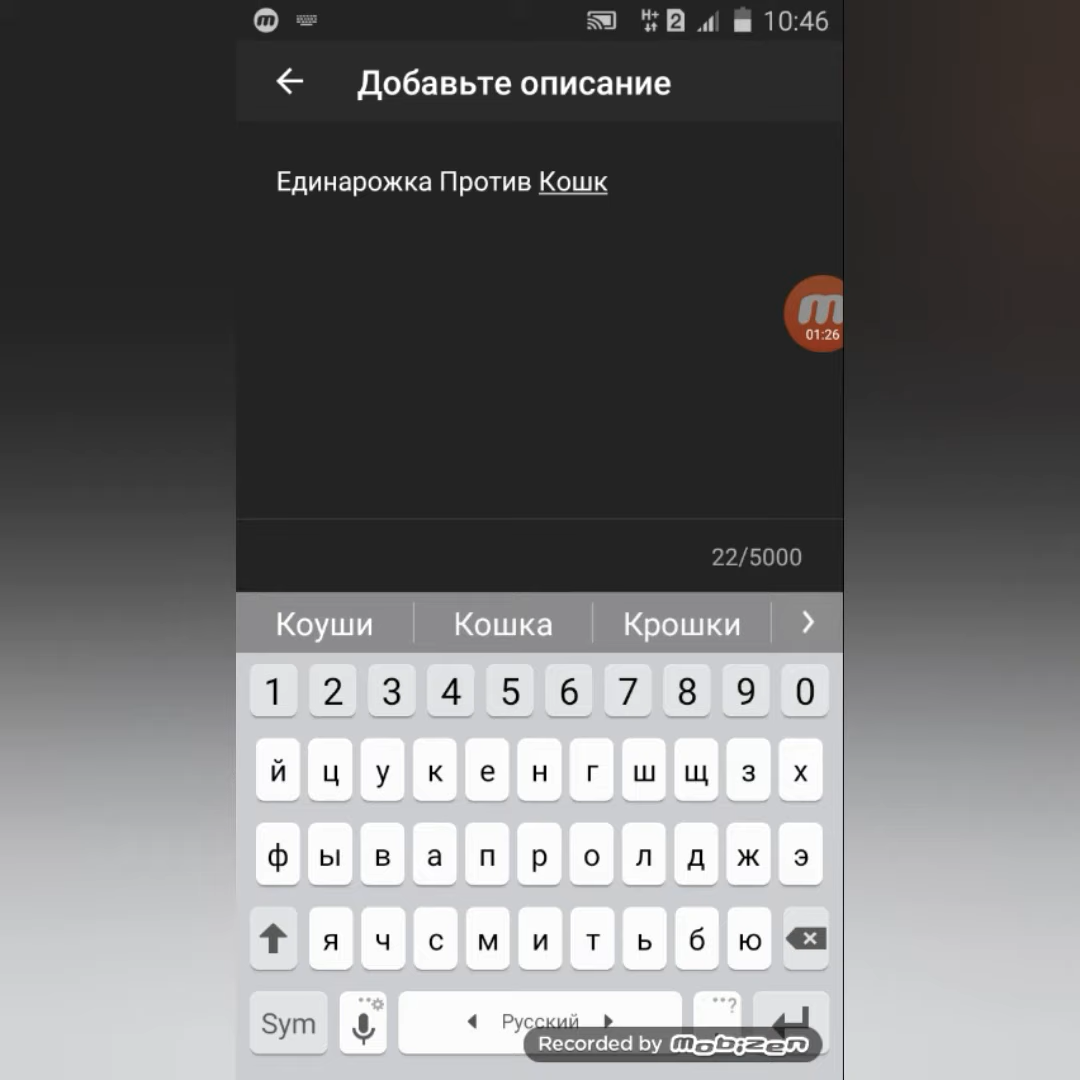 m 2 10:46
Добавьте описание
Единарожка Против Кошк
m
01:26
22/5000
Коуши Кошка Крошки
1 2 3 4 5 6 7 8 9 0
й ц у к е н г ш щ з х
ф ы в а п р о л д ж э
я ч с м и т ь б ю
Sym Русский ?
Recorded by mobizen